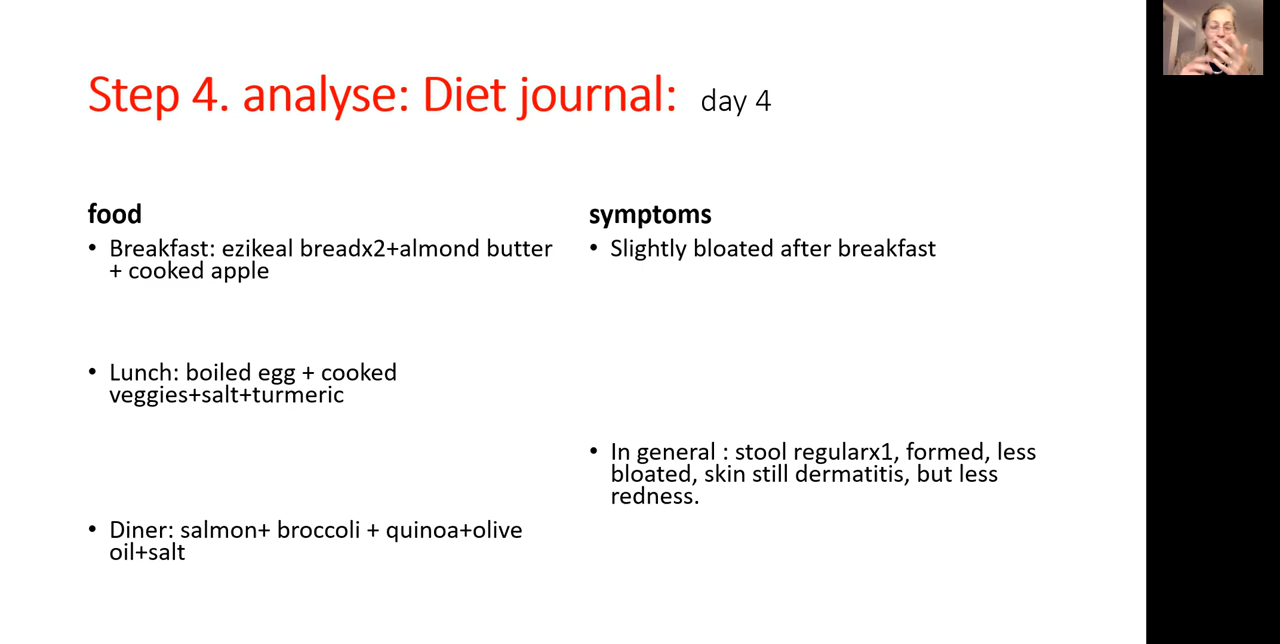 Step 4. analyse: Diet journal: day 4
food
• Breakfast: ezikeal breadx2+almond butter
+ cooked apple
• Lunch: boiled egg + cooked
veggies+salt+turmeric
• Diner: salmon+ broccoli + quinoa+olive
oil+salt
symptoms
• Slightly bloated after breakfast
• In general : stool regularx1, formed, less
bloated, skin still dermatitis, but less
redness.